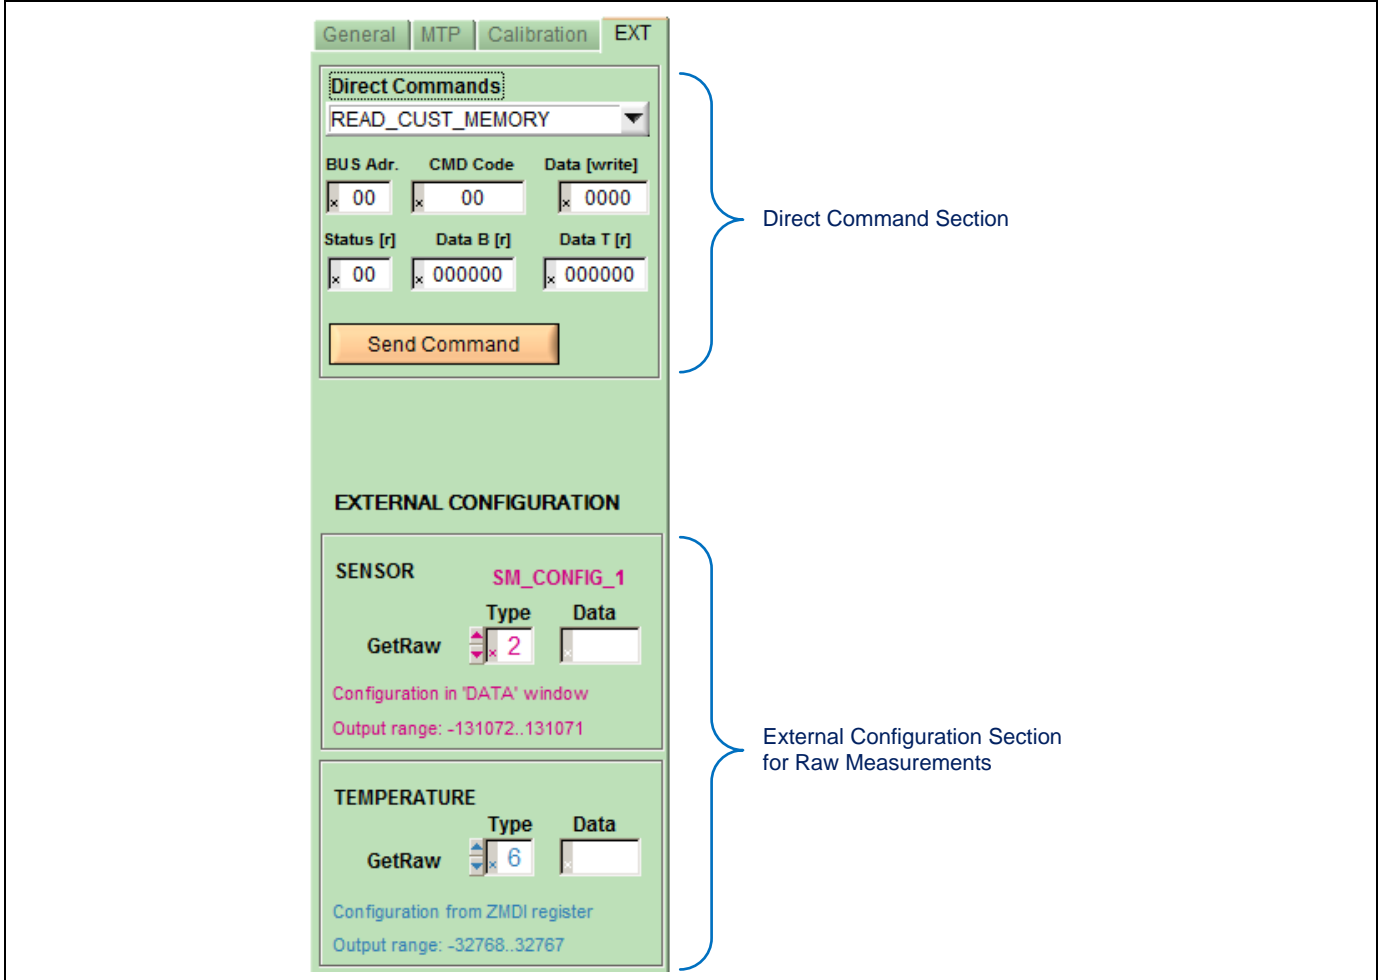 General MTP Calibration EXT
Direct Commands
READ_CUST_MEMORY
BUS Adr. CMD Code Data [write]
x 00 x 00 x 0000
Status [r] Data B [r] Data T [r]
x 00 x 000000 x 000000
Send Command
Direct Command Section
EXTERNAL CONFIGURATION
SENSOR SM_CONFIG_1
Type Data
GetRaw x 2 x
Configuration in 'DATA' window
Output range: -131072..131071
TEMPERATURE
Type Data
GetRaw x 6 x
Configuration from ZMDI register
Output range: -32768..32767
External Configuration Section
for Raw Measurements